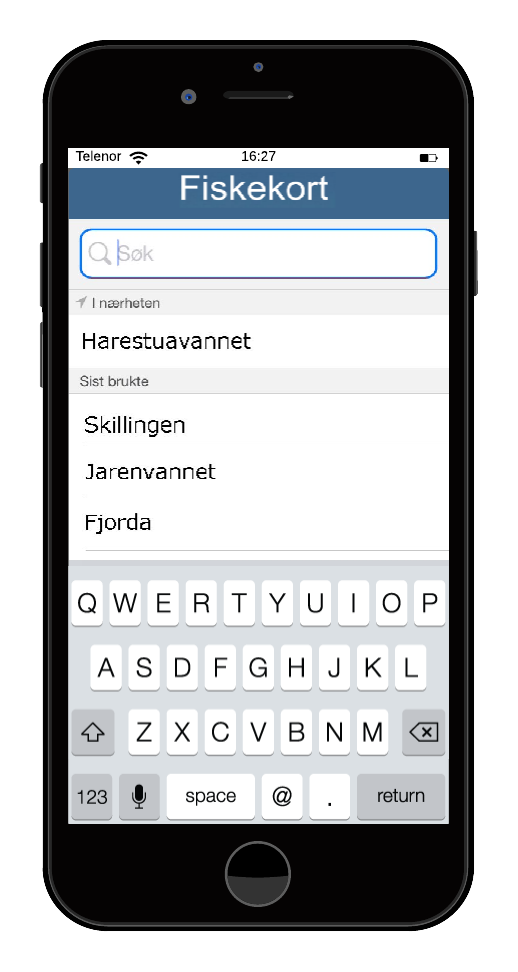 Telenor 16:27
Fiskekort
Søk
I nærheten
Harestuavannet
Sist brukte
Skillingen
Jarenvannet
Fjorda
Q W E R T Y U I O P
A S D F G H J K L
Z X C V B N M
123 space @ . return